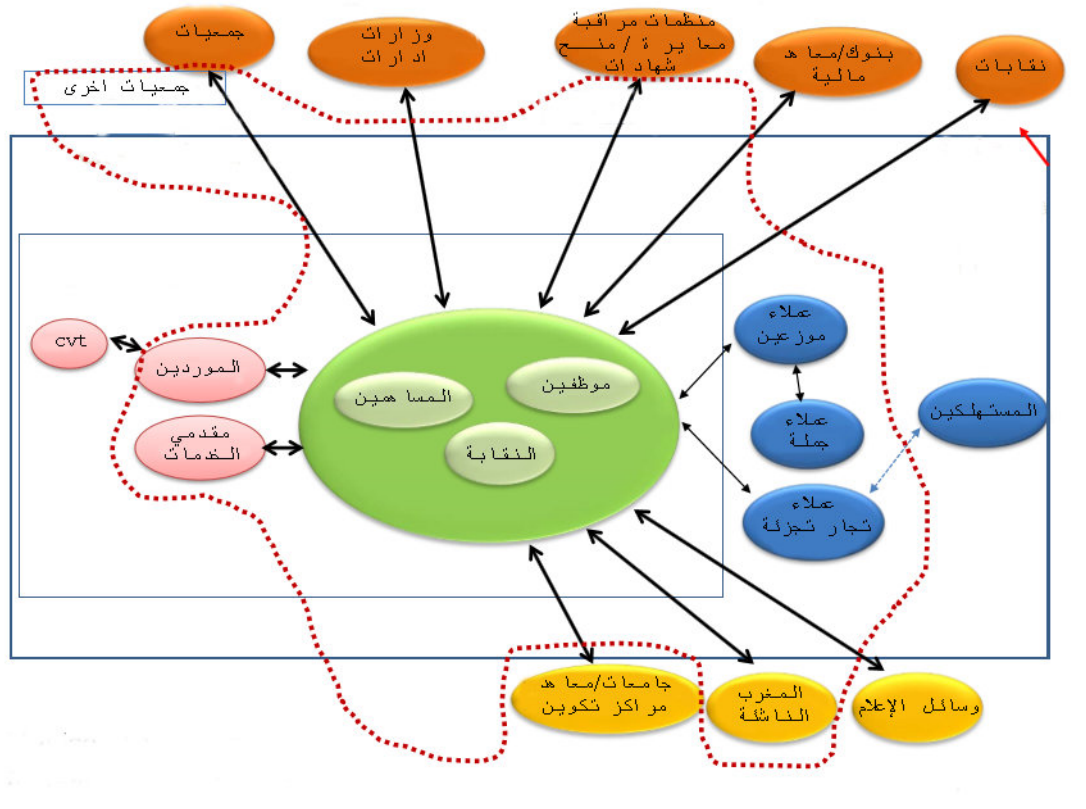 جمعيات
وزارات
ادارات
منظمات مراقبة
معايرة / منح
شهادات
بنوك/معاهد
مالية
نقابات
جمعيات اخرى
cvt
الموردين
مقدمي
الخدمات
المساهمين
موظفين
النقابة
عملاء
موزعين
عملاء
جملة
عملاء
تجار تجزئة
المستهلكين
جامعات/معاهد
مراكز تكوين
المغرب
الناشئة
وسائل الإعلام